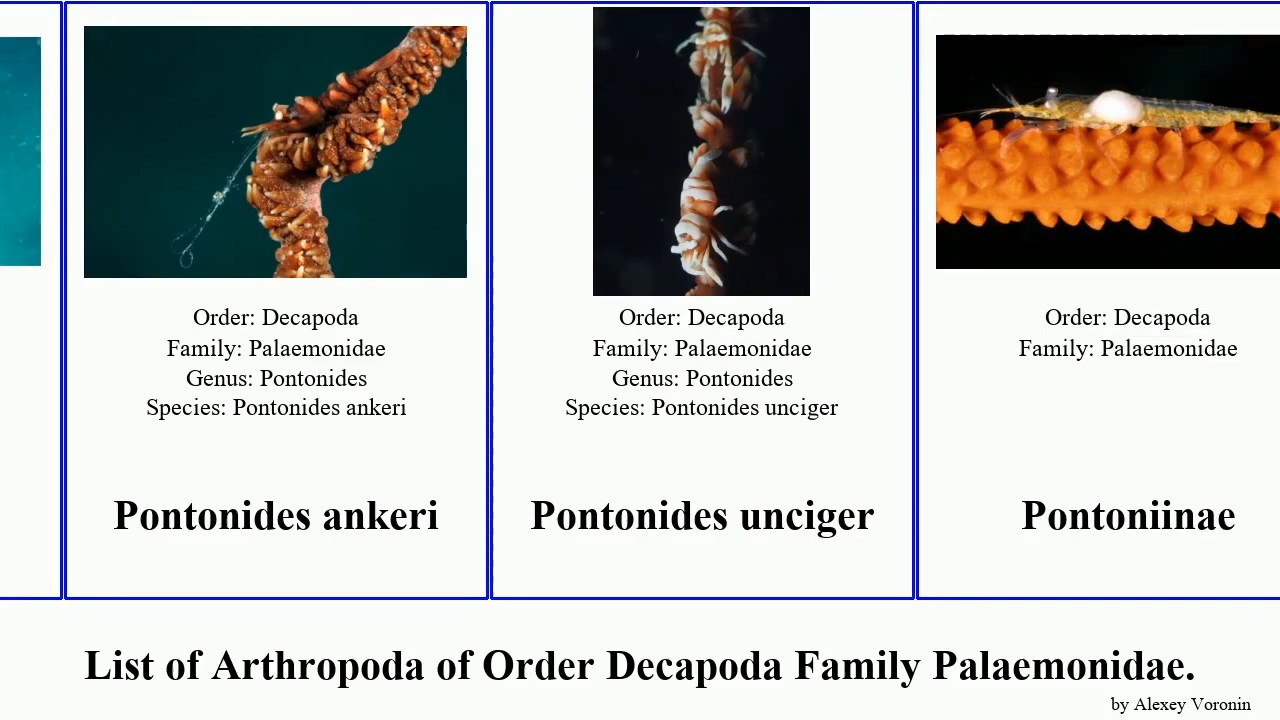 Order: Decapoda
Family: Palaemonidae
Genus: Pontonides
Species: Pontonides ankeri
Pontonides ankeri
Order: Decapoda
Family: Palaemonidae
Genus: Pontonides
Species: Pontonides unciger
Pontonides unciger
Order: Decapoda
Family: Palaemonidae
Pontoniinae
List of Arthropoda of Order Decapoda Family Palaemonidae.
by Alexey Voronin